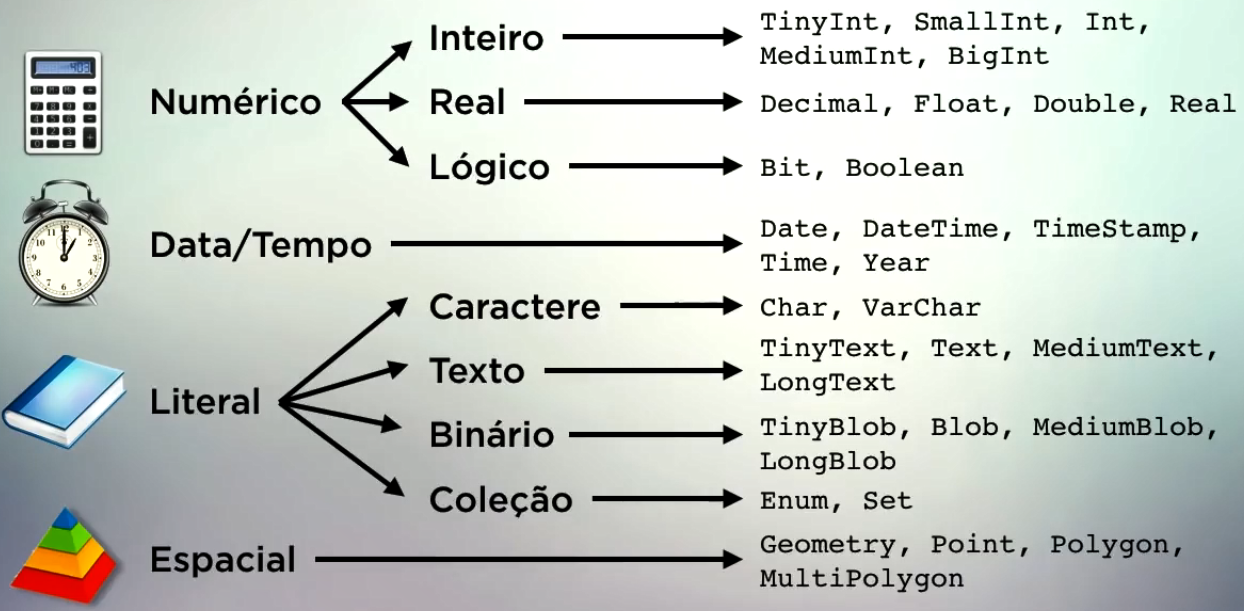 Numérico
Inteiro
TinyInt, SmallInt, Int,
MediumInt, BigInt
Real
Decimal, Float, Double, Real
Lógico
Bit, Boolean
Data/Tempo
Date, DateTime, TimeStamp,
Time, Year
Literal
Caractere
Char, VarChar
Texto
TinyText, Text, MediumText,
LongText
Binário
TinyBlob, Blob, MediumBlob,
LongBlob
Coleção
Enum, Set
Espacial
Geometry, Point, Polygon,
MultiPolygon